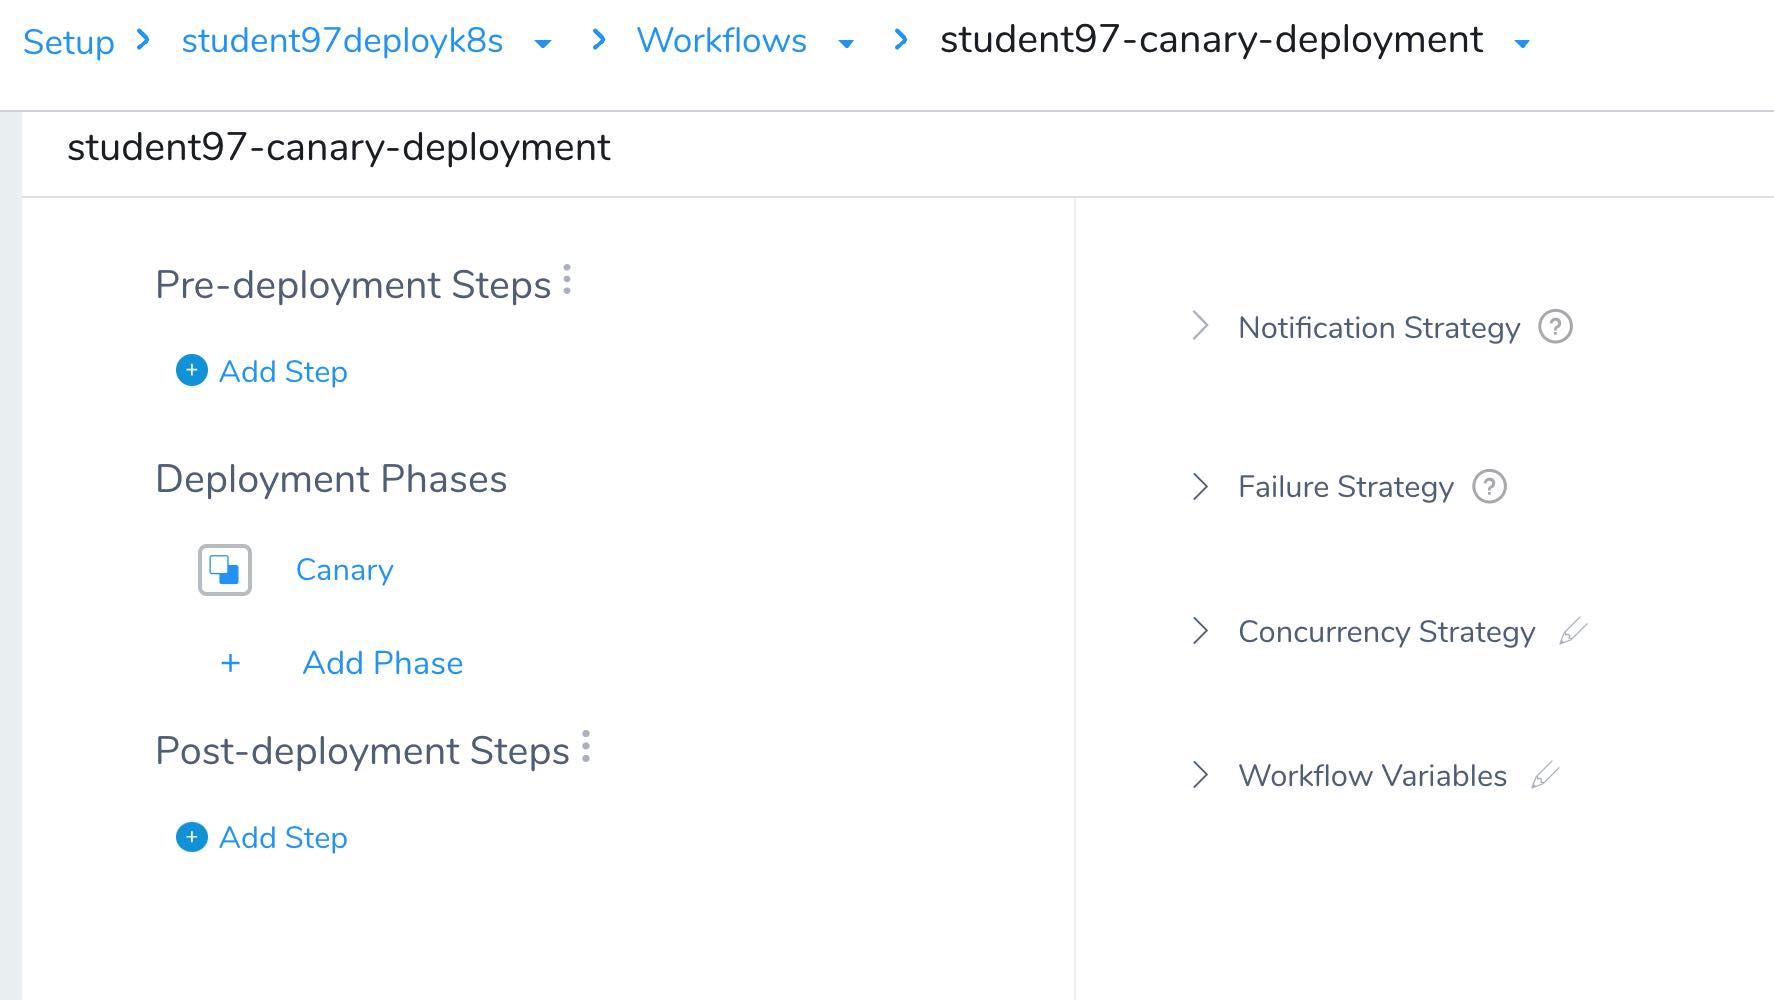 Setup student97deployk8s Workflows student97-canary-deployment
student97-canary-deployment
Pre-deployment Steps
Add Step
Deployment Phases
Canary
Add Phase
Post-deployment Steps
Add Step
Notification Strategy
Failure Strategy
Concurrency Strategy
Workflow Variables